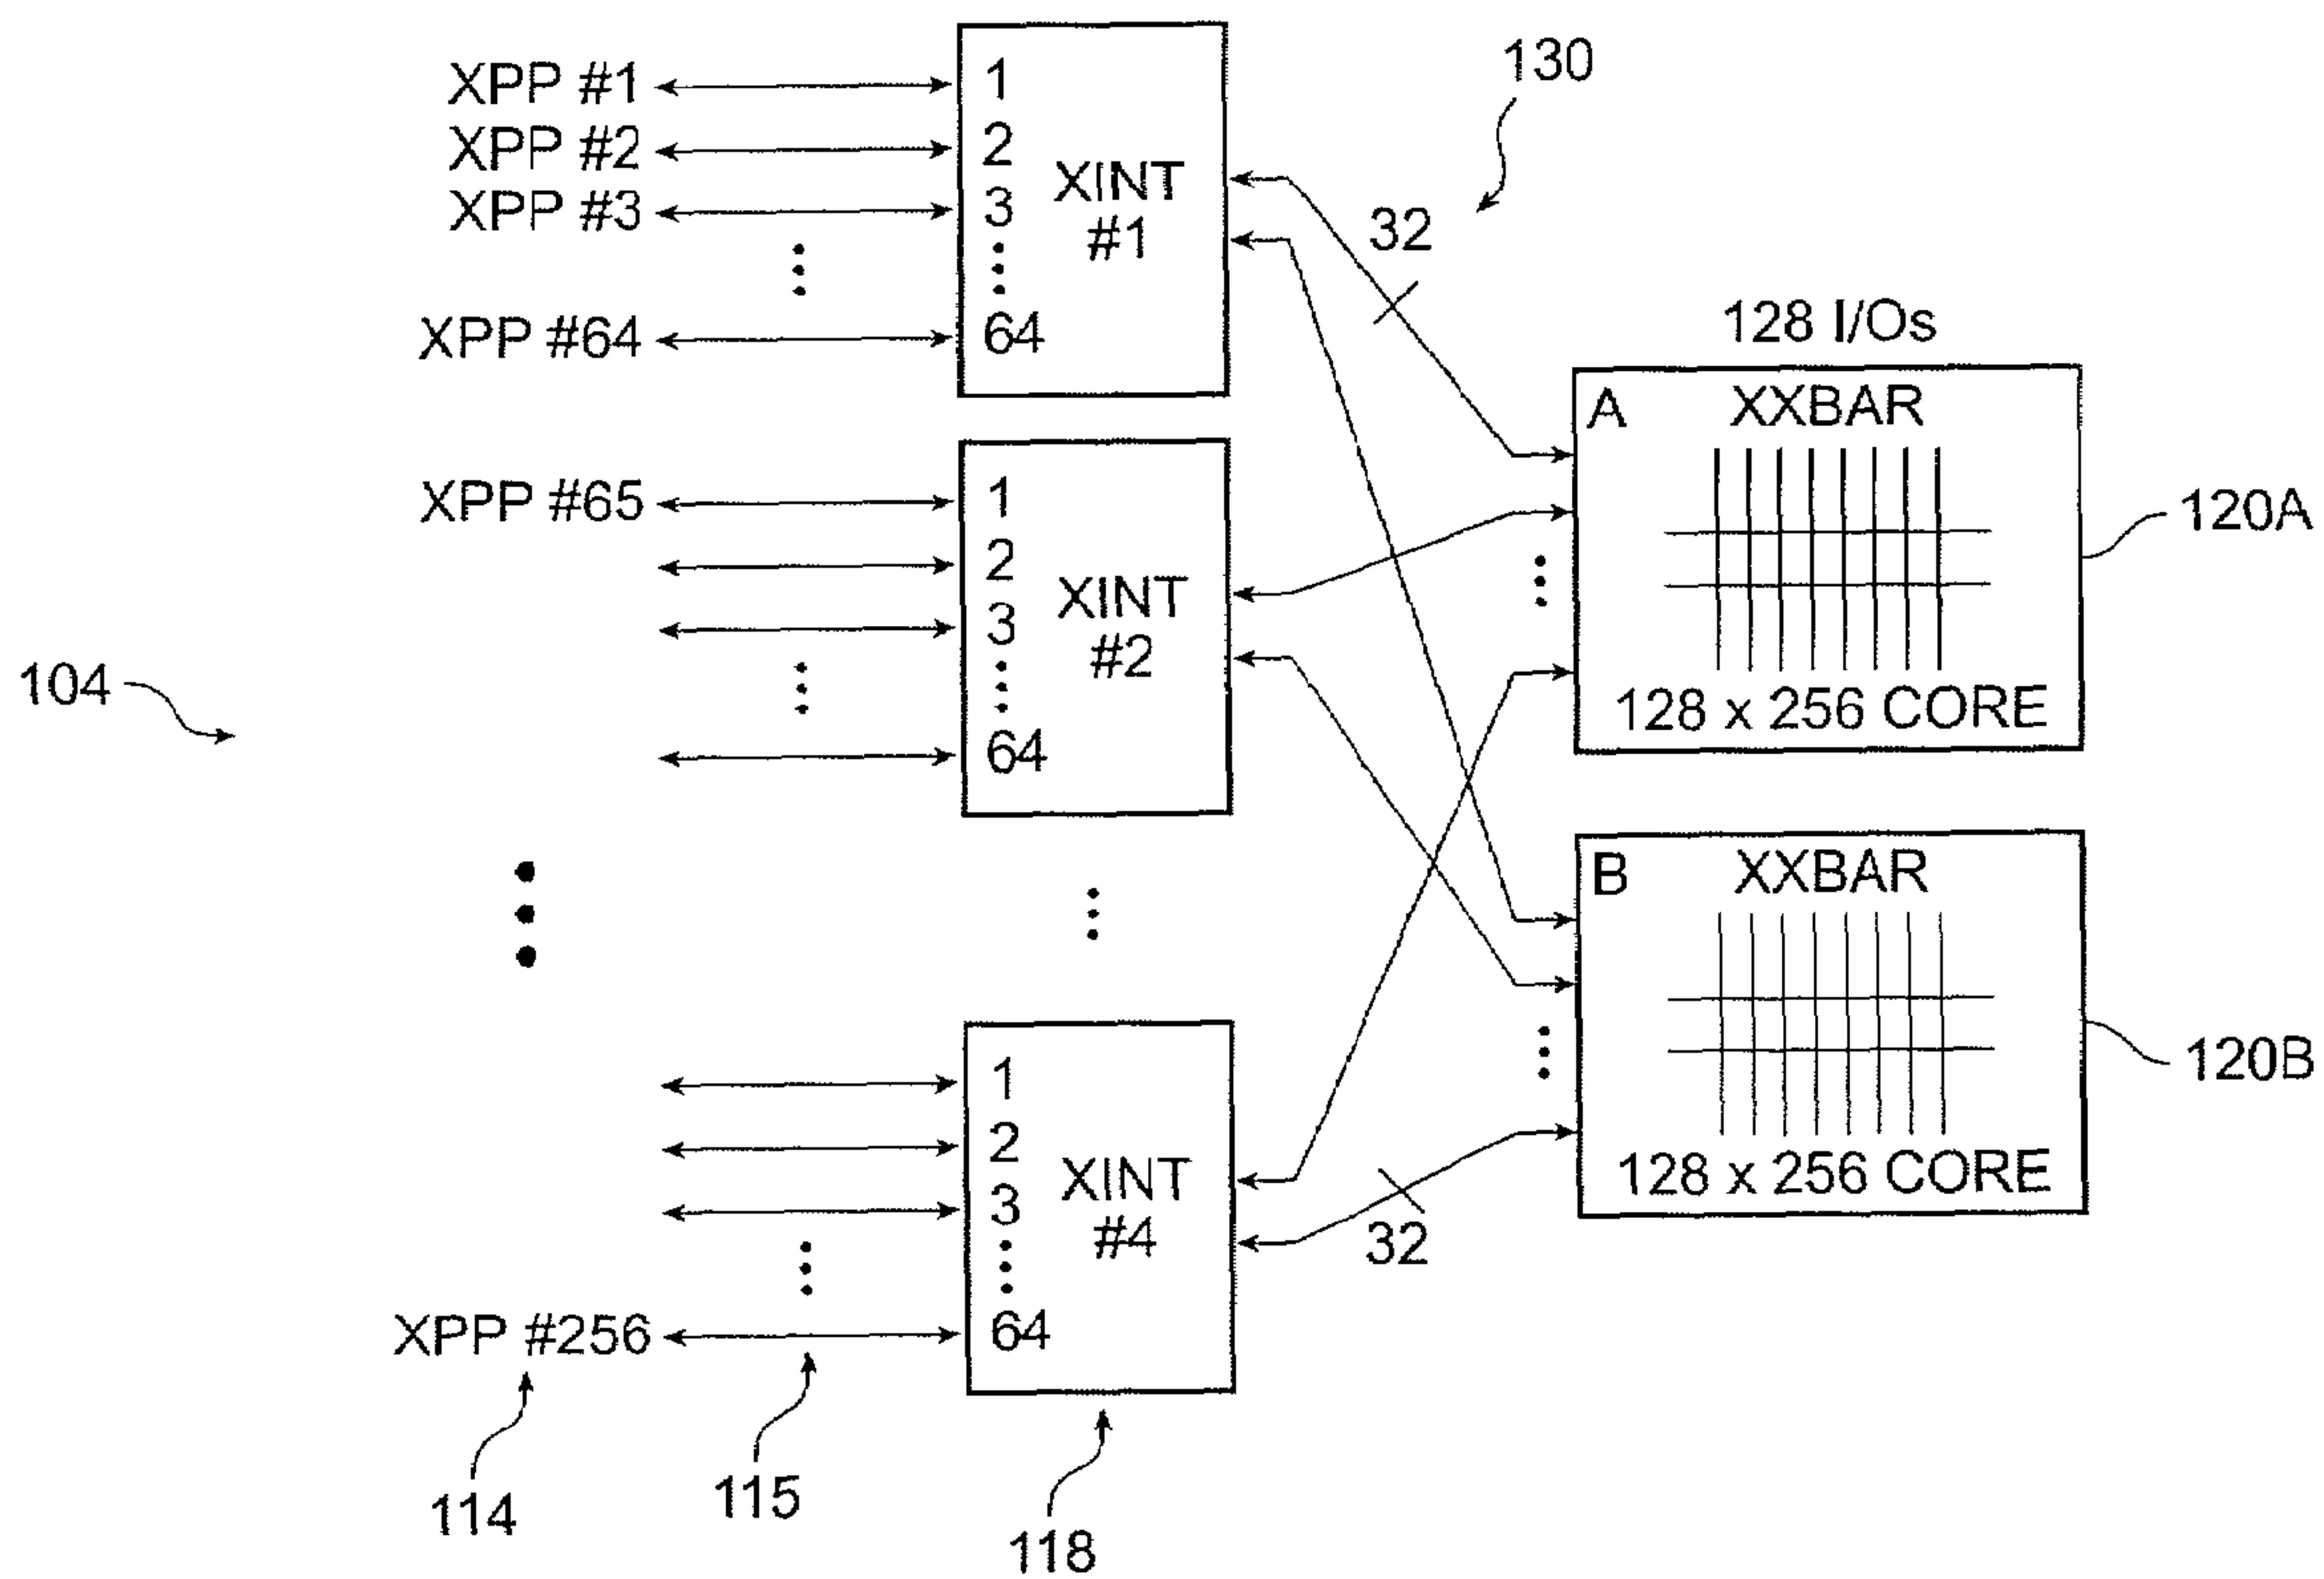 XPP #1
XPP #2
XPP #3
XPP #64
1
2
3
64
XINT
#1
130
32
XPP #65
1
2
3
64
XINT
#2
104
128 I/Os
A XXBAR
128 x 256 CORE
120A
B XXBAR
128 x 256 CORE
120B
1
2
3
64
XINT
#4
32
XPP #256
114
115
118